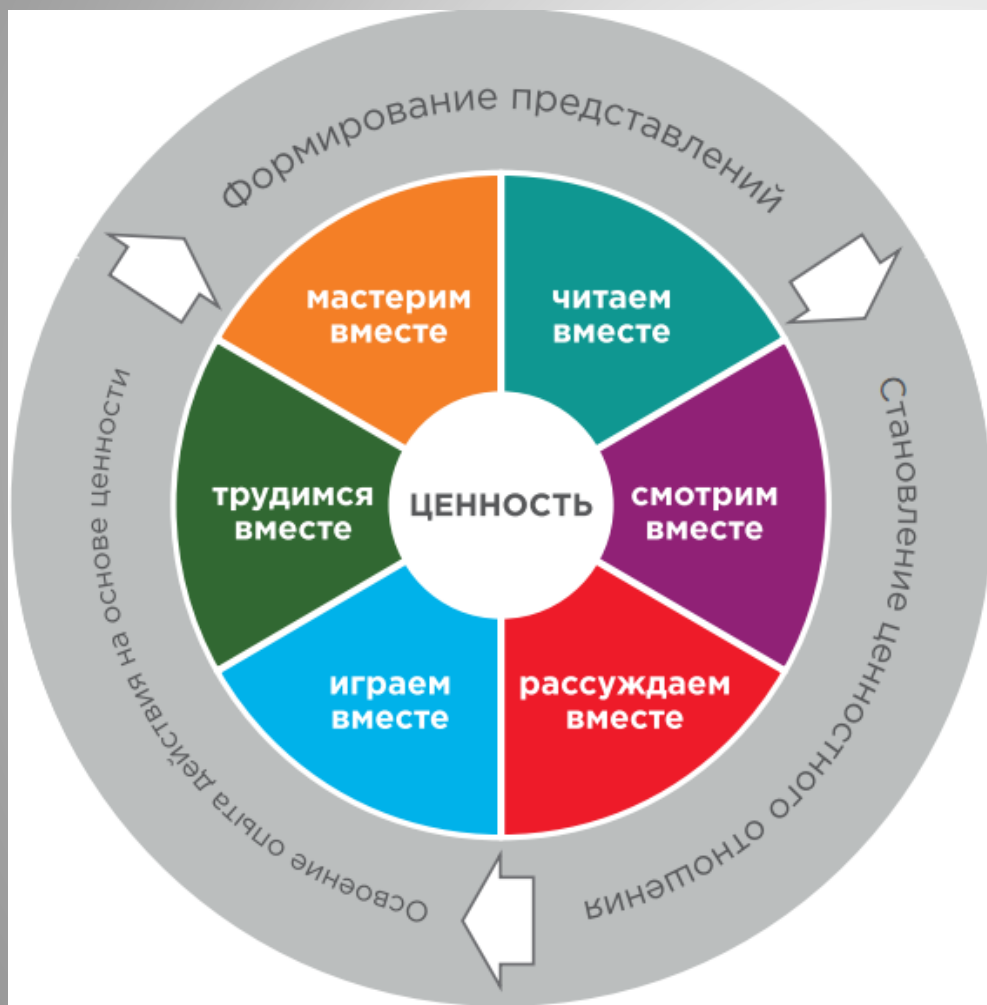 Формирование представлений
Становление ценностного отношения
Освоение опыта действия на основе ценности
мастерим
вместе
читаем
вместе
смотрим
вместе
рассуждаем
вместе
играем
вместе
трудимся
вместе
ЦЕННОСТЬ